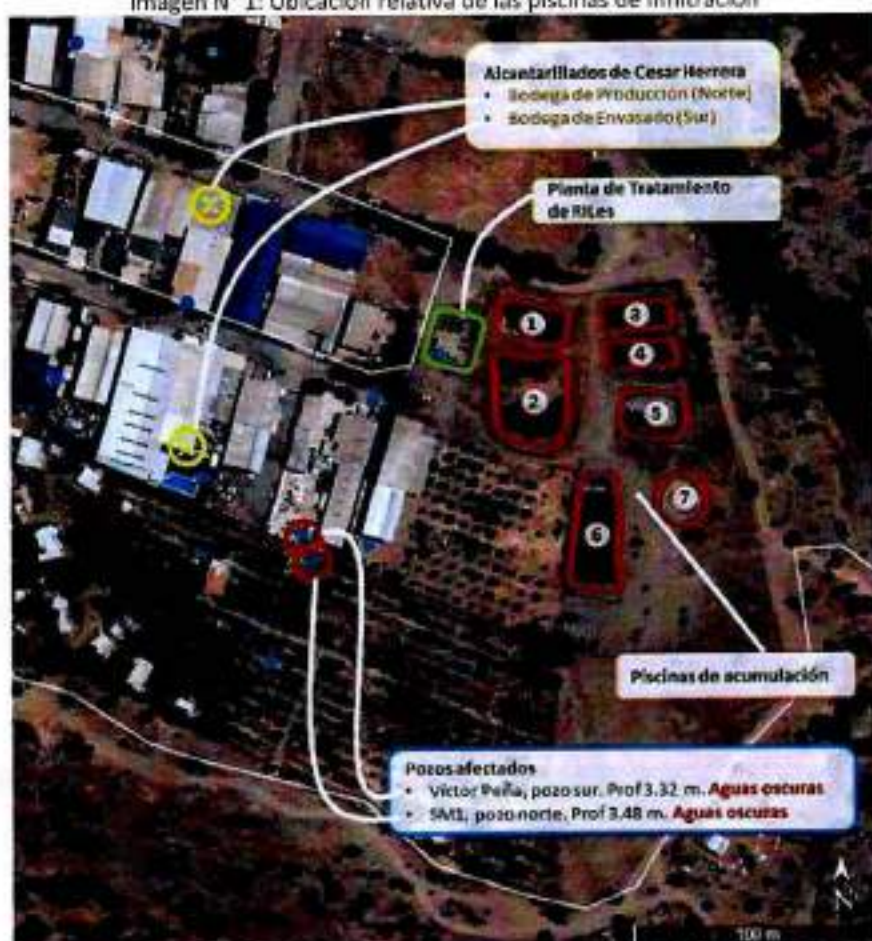 Imagen N° 1: Ubicación relativa de las piscinas de infiltración
Alcantarillados de Cesar Herrera
• Bodega de Producción (Norte)
• Bodega de Envasado (Sur)
Planta de Tratamiento
de RILes
1
3
4
2
5
7
6
Piscinas de acumulación
Pozos afectados
• Víctor Peña, pozo sur. Prof 3.32 m. Aguas oscuras
• SM1, pozo norte. Prof 3.48 m. Aguas oscuras
N
100 m